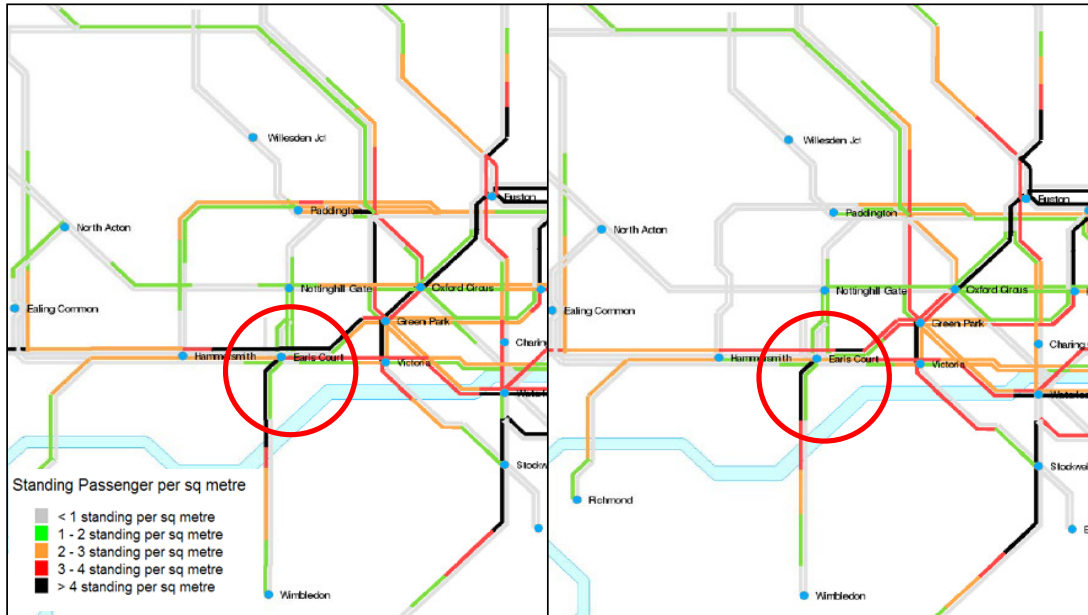 Willesden Jct
Euston
Paddington
North Acton
Nottinghill Gate
Oxford Circus
Ealing Common
Green Park
Charing
Hammersmith
Earls Court
Victoria
Stockwell
Standing Passenger per sq metre
< 1 standing per sq metre
1 - 2 standing per sq metre
2 - 3 standing per sq metre
3 - 4 standing per sq metre
> 4 standing per sq metre
Wimbledon
Willesden Jct
Euston
Paddington
North Acton
Nottinghill Gate
Oxford Circus
Ealing Common
Green Park
Charing
Hammersmith
Earls Court
Victoria
Stockwel
Richmond
Wimbledon